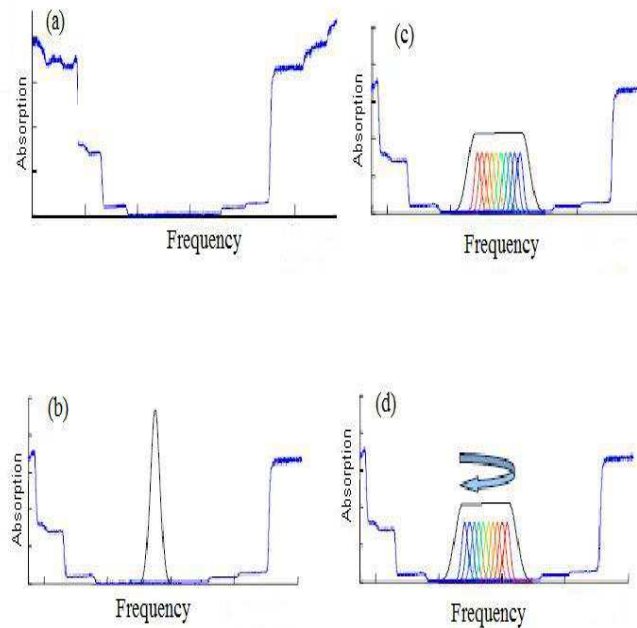 (a)
Absorption
Frequency
(c)
Absorption
Frequency
(b)
Absorption
Frequency
(d)
Absorption
Frequency